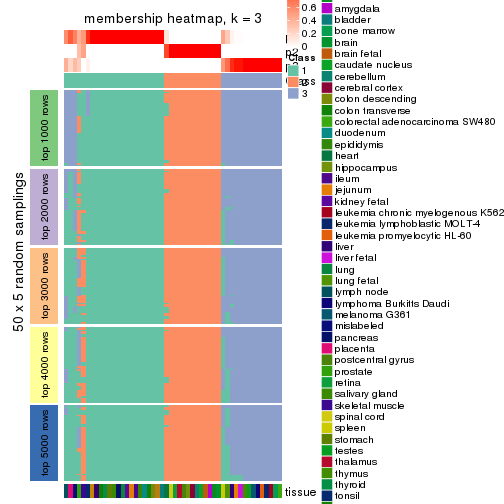 membership heatmap, k = 3
50 x 5 random samplings
top 1000 rows
top 2000 rows
top 3000 rows
top 4000 rows
top 5000 rows
tissue
0.6
0.4
0.2
0
Class
1
2
3
amygdala
bladder
bone marrow
brain
brain fetal
caudate nucleus
cerebellum
cerebral cortex
colon descending
colon transverse
colorectal adenocarcinoma SW480
duodenum
epididymis
heart
hippocampus
ileum
jejunum
kidney fetal
leukemia chronic myelogenous K562
leukemia lymphoblastic MOLT-4
leukemia promyelocytic HL-60
liver
liver fetal
lung
lung fetal
lymph node
lymphoma Burkitts Daudi
melanoma G361
mislabeled
pancreas
placenta
postcentral gyrus
prostate
retina
salivary gland
skeletal muscle
spinal cord
spleen
stomach
testes
thalamus
thymus
thyroid
tonsil